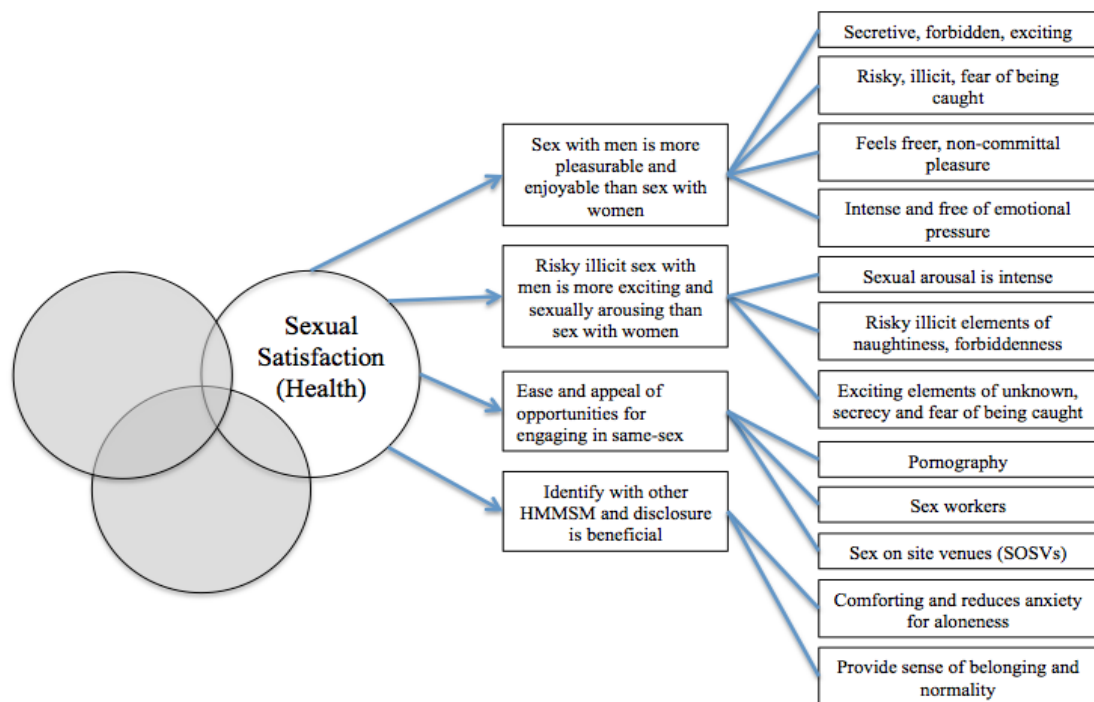 Sexual
Satisfaction
(Health)
Sex with men is more
pleasurable and
enjoyable than sex with
women
Risky illicit sex with
men is more exciting and
sexually arousing than
sex with women
Ease and appeal of
opportunities for
engaging in same-sex
Identify with other
HMMSM and disclosure
is beneficial
Secretive, forbidden, exciting
Risky, illicit, fear of being
caught
Feels freer, non-committal
pleasure
Intense and free of emotional
pressure
Sexual arousal is intense
Risky illicit elements of
naughtiness, forbiddenness
Exciting elements of unknown,
secrecy and fear of being caught
Pornography
Sex workers
Sex on site venues (SOSVs)
Comforting and reduces anxiety
for aloneness
Provide sense of belonging and
normality